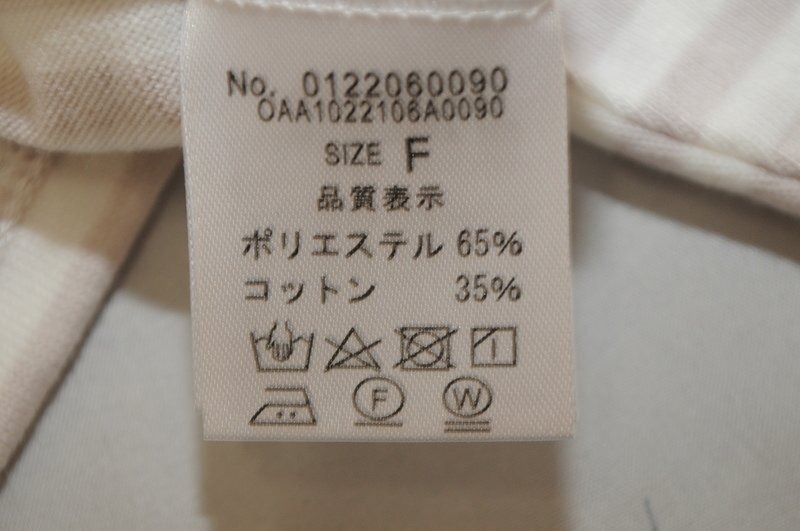 No. 0122060090
OAA1022106A0090
SIZE F
品質表示
ポリエステル 65%
コットン 35%
F W